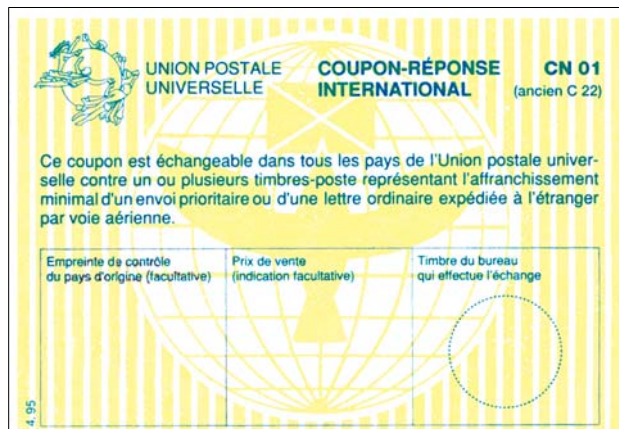 UNION POSTALE
UNIVERSELLE
COUPON-RÉPONSE
INTERNATIONAL
CN 01
(ancien C 22)
Ce coupon est échangeable dans tous les pays de l'Union postale univer-
selle contre un ou plusieurs timbres-poste représentant l'affranchissement
minimal d'un envoi prioritaire ou d'une lettre ordinaire expédiée à l'étranger
par voie aérienne.
Empreinte de contrôle
du pays d'origine (facultative)
Prix de vente
(indication facultative)
Timbre du bureau
qui effectue l'échange
4.95